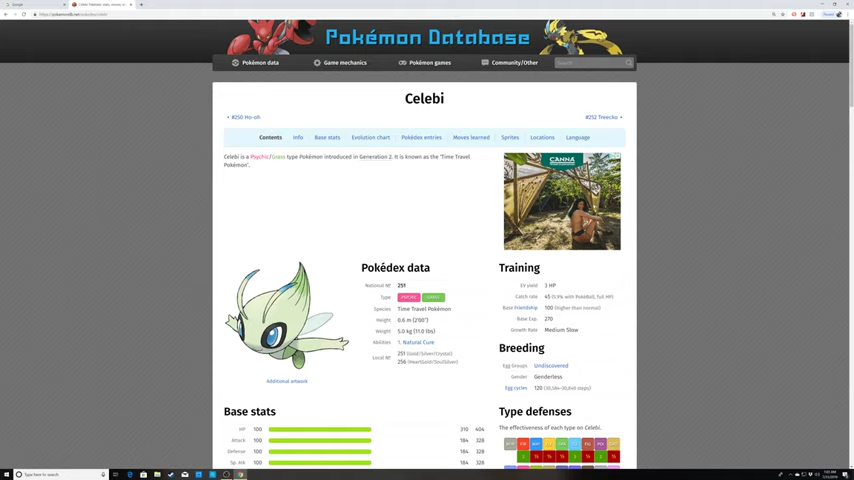 Pokémon Database
Pokémon data
Game mechanics
Pokémon games
Community/Other
Search
Celebi
#250 Ho-oh
#252 Treecko
Contents
Info
Base stats
Evolution chart
Pokédex entries
Moves learned
Sprites
Locations
Language
Celebi is a Psychic/Grass type Pokémon introduced in Generation 2. It is known as the 'Time Travel
Pokémon'.
CANNA
Pokédex data
National №
251
Type
PSYCHIC GRASS
Species
Time Travel Pokémon
Height
0.6 m (2'00")
Weight
5.0 kg (11.0 lbs)
Abilities
1. Natural Cure
Local №
251 (Gold/Silver/Crystal)
256 (HeartGold/SoulSilver)
Additional artwork
Training
EV yield
3 HP
Catch rate
45 (5.9% with PokéBall, full HP)
Base Friendship
100 (higher than normal)
Base Exp.
270
Growth Rate
Medium Slow
Breeding
Egg Groups
Undiscovered
Gender
Genderless
Egg cycles
120 (30,584–30,840 steps)
Base stats
HP 100 310 404
Attack 100 184 328
Defense 100 184 328
Sp. Atk 100 184 328
Type defenses
The effectiveness of each type on Celebi.
Type here to search